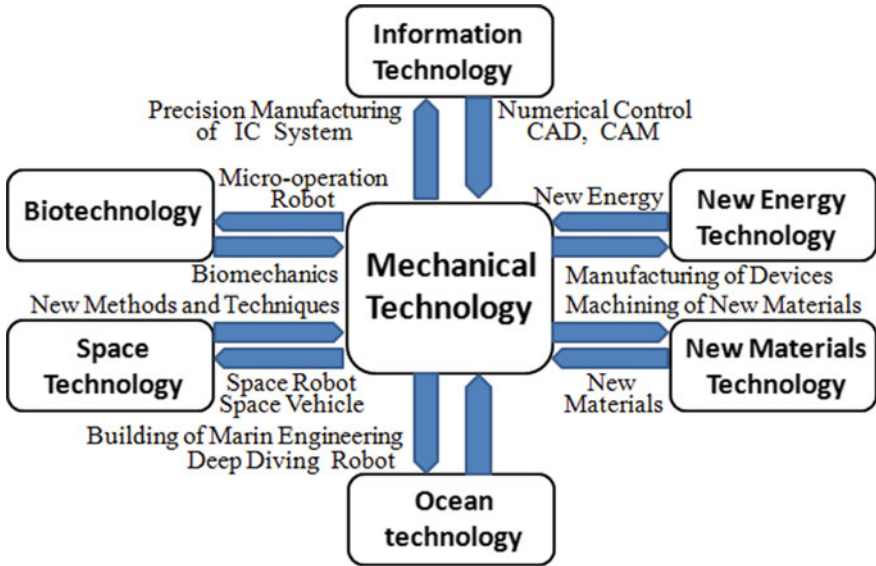 Information
Technology
Precision Manufacturing
of IC System
Numerical Control
CAD, CAM
Biotechnology
Micro-operation
Robot
Biomechanics
New Energy
New Energy
Technology
Manufacturing of Devices
Mechanical
Technology
New Methods and Techniques
Space
Technology
Space Robot
Space Vehicle
Machining of New Materials
New
Materials
New Materials
Technology
Building of Marin Engineering
Deep Diving Robot
Ocean
technology